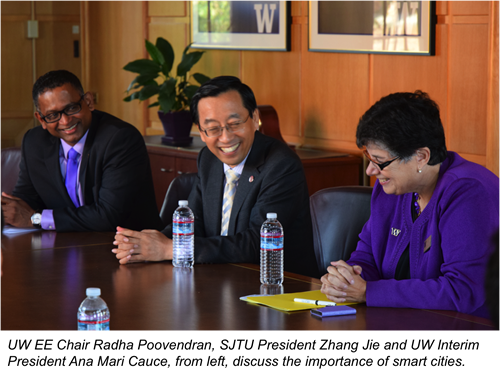 W
UW EE Chair Radha Poovendran, SJTU President Zhang Jie and UW Interim
President Ana Mari Cauce, from left, discuss the importance of smart cities.